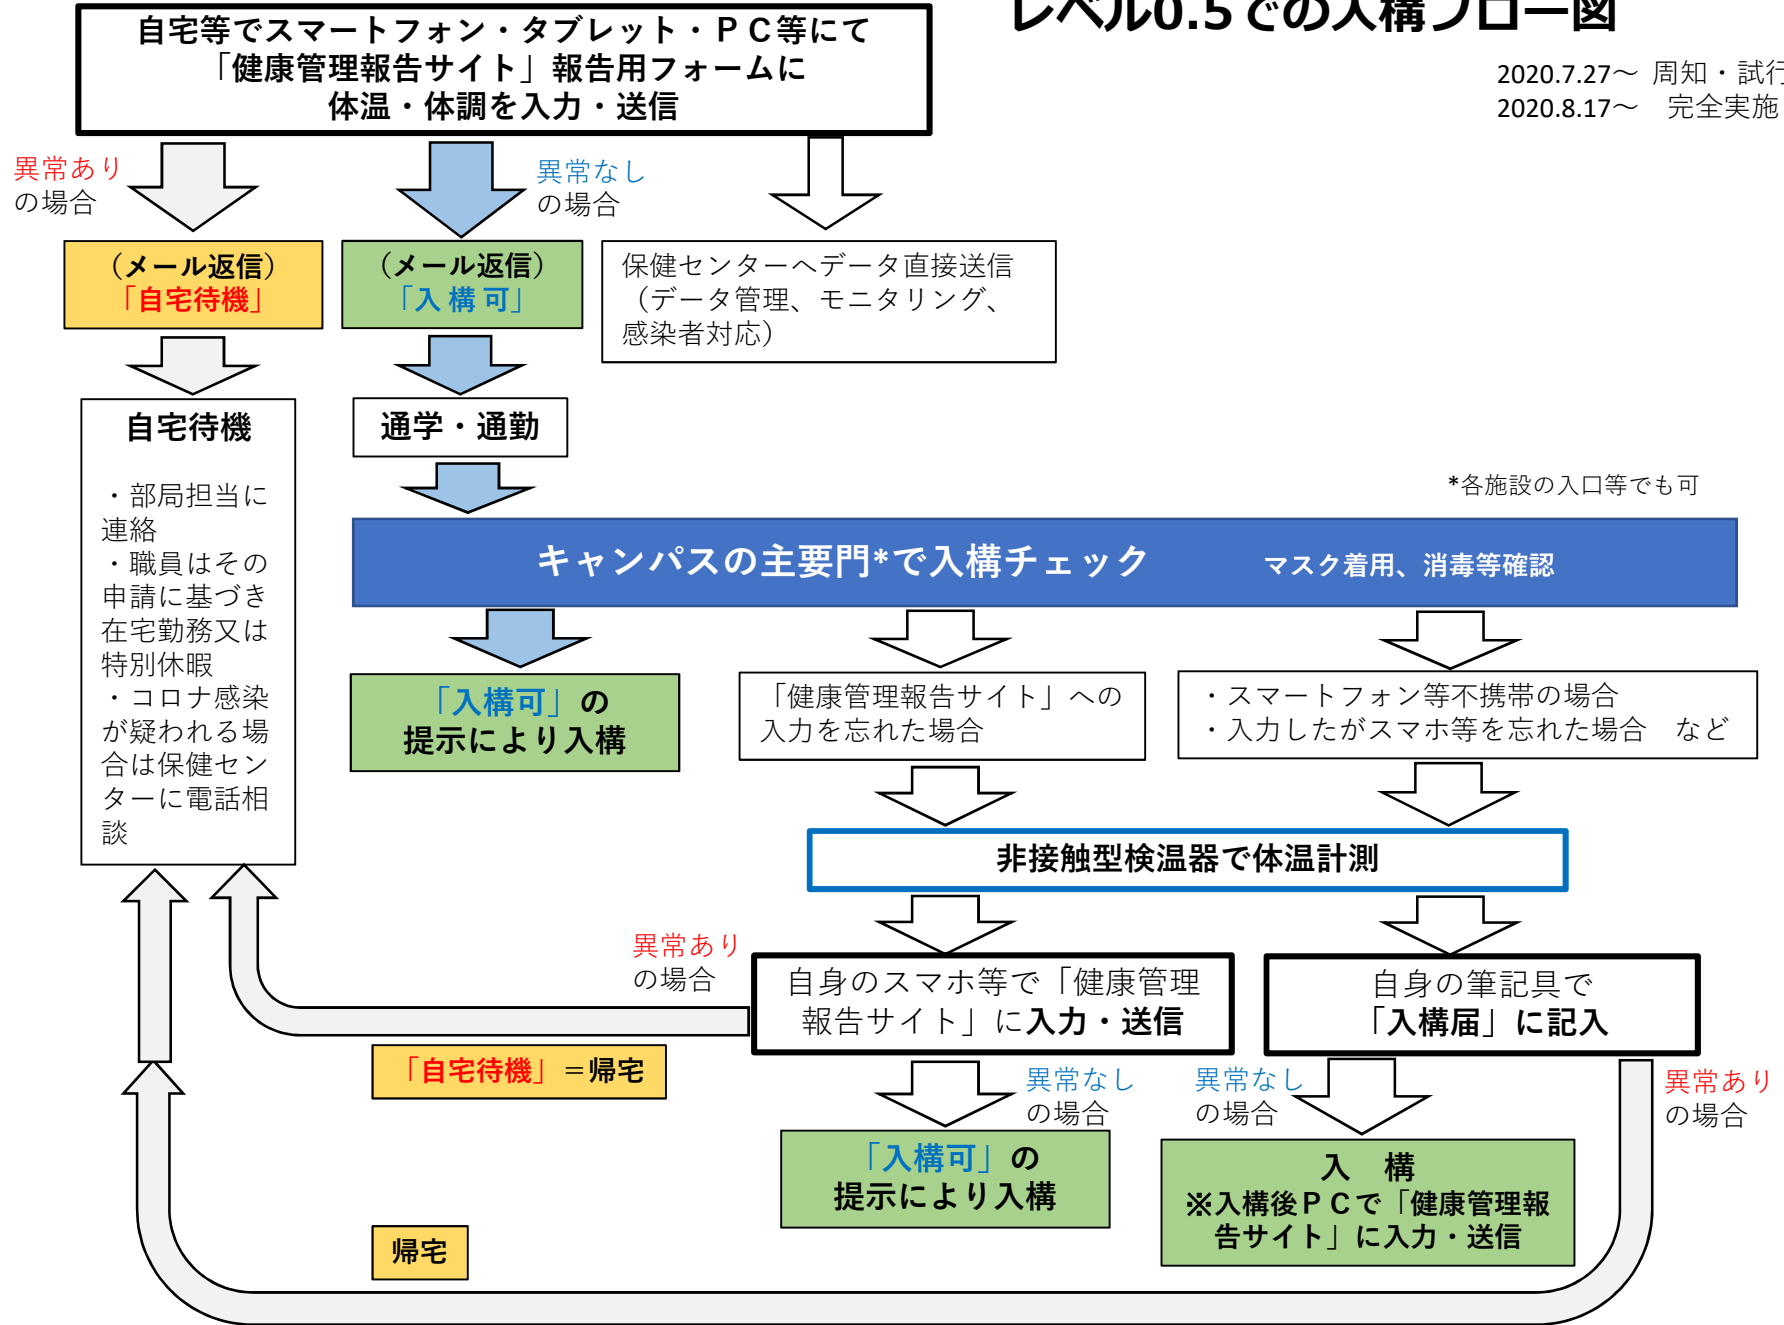 レベル0.5での入構フロー図
2020.7.27～ 周知・試行
2020.8.17～　完全実施
自宅等でスマートフォン・タブレット・ＰＣ等にて
「健康管理報告サイト」報告用フォームに
体温・体調を入力・送信
異常あり
の場合
異常なし
の場合
（メール返信）
「自宅待機」
（メール返信）
「入 構 可」
保健センターへデータ直接送信
（データ管理、モニタリング、
感染者対応）
自宅待機
・部局担当に
連絡
・職員はその
申請に基づき
在宅勤務又は
特別休暇
・コロナ感染
が疑われる場
合は保健セン
ターに電話相
談
通学・通勤
*各施設の入口等でも可
キャンパスの主要門*で入構チェック　マスク着用、消毒等確認
「入構可」の
提示により入構
「健康管理報告サイト」への
入力を忘れた場合
・スマートフォン等不携帯の場合
・入力したがスマホ等を忘れた場合　など
非接触型検温器で体温計測
異常あり
の場合
自身のスマホ等で「健康管理
報告サイト」に入力・送信
自身の筆記具で
「入構届」に記入
「自宅待機」＝帰宅
異常なし
の場合
異常なし
の場合
異常あり
の場合
「入構可」の
提示により入構
入　構
※入構後ＰＣで「健康管理報
告サイト」に入力・送信
帰宅